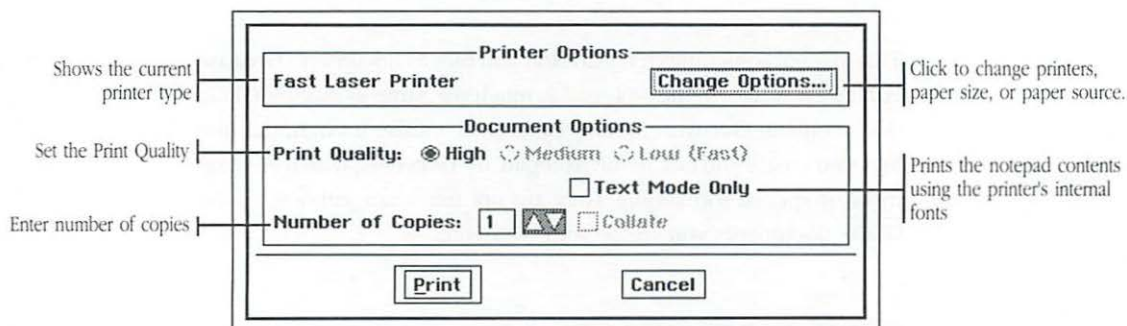 Printer Options
Shows the current
printer type
Fast Laser Printer
Change Options...
Click to change printers,
paper size, or paper source.
Document Options
Set the Print Quality
Print Quality: High Medium Low (Fast)
Text Mode Only
Prints the notepad contents
using the printer's internal
fonts
Enter number of copies
Number of Copies: 1 Collate
Print
Cancel